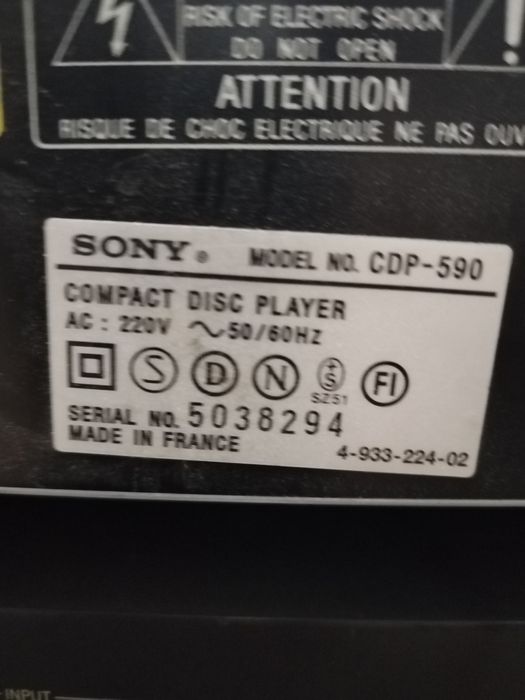 RISK OF ELECTRIC SHOCK
DO NOT OPEN
!
ATTENTION
RISQUE DE CHOC ELECTRIQUE NE PAS OUV
SONY® MODEL NO. CDP-590
COMPACT DISC PLAYER
AC : 220V ～50/60HZ
S D N +S FI
SZ51
SERIAL NO. 5038294
MADE IN FRANCE
4-933-224-02
INPUT